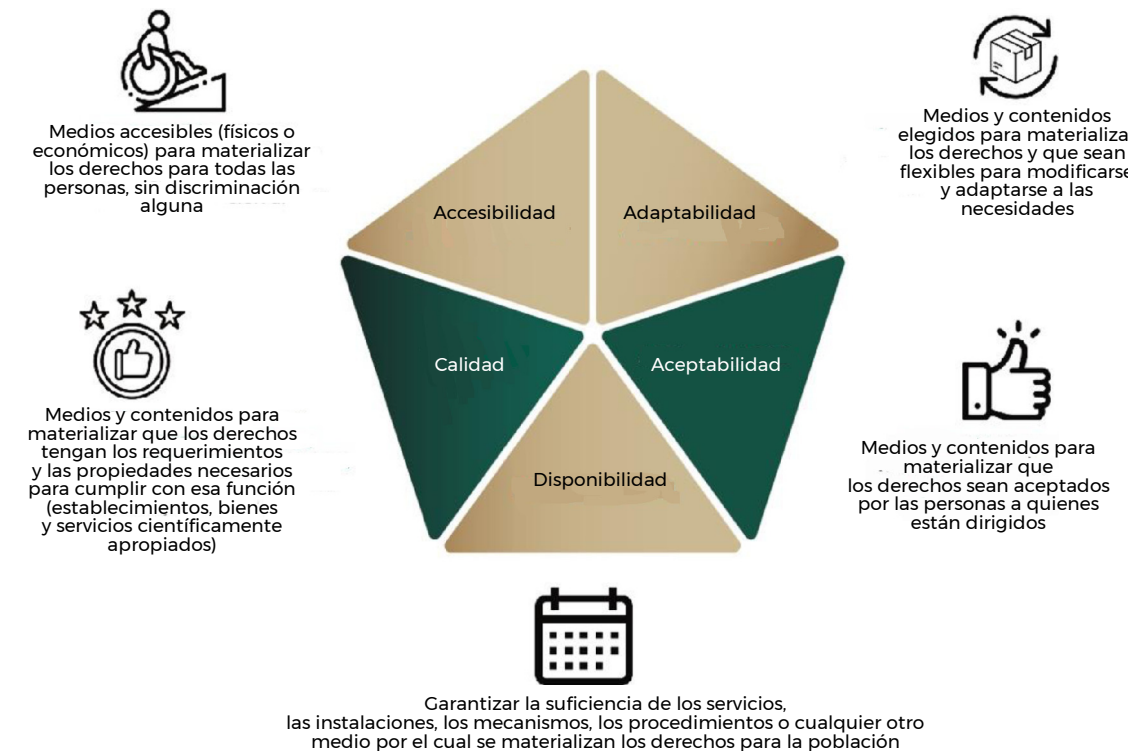 Medios accesibles (físicos o
económicos) para materializar
los derechos para todas las
personas, sin discriminación
alguna
Medios y contenidos
elegidos para materializa
los derechos y que sean
flexibles para modificarse
y adaptarse a las
necesidades
Accesibilidad
Adaptabilidad
Calidad
Aceptabilidad
Disponibilidad
Medios y contenidos para
materializar que los derechos
tengan los requerimientos
y las propiedades necesarios
para cumplir con esa función
(establecimientos, bienes
y servicios científicamente
apropiados)
Medios y contenidos para
materializar que
los derechos sean aceptados
por las personas a quienes
están dirigidos
Garantizar la suficiencia de los servicios,
las instalaciones, los mecanismos, los procedimientos o cualquier otro
medio por el cual se materializan los derechos para la población